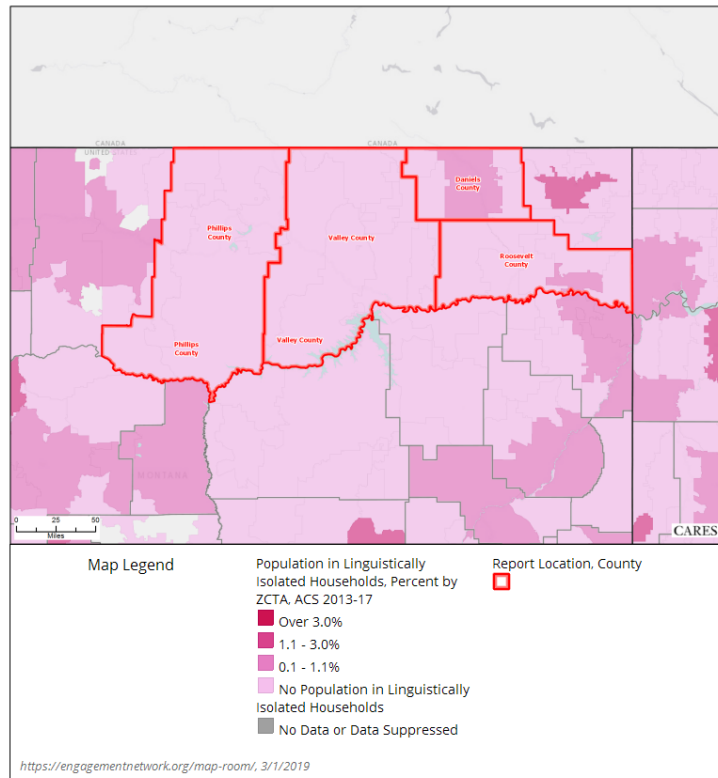 CANADA
UNITED STATES
CANADA
Daniels
County
Phillips
County
Valley County
Roosevelt
County
Valley County
Phillips
County
MONTANA
0 25 50
Miles
CARES
Map Legend
Population in Linguistically
Isolated Households, Percent by
ZCTA, ACS 2013-17
Over 3.0%
1.1 - 3.0%
0.1 - 1.1%
No Population in Linguistically
Isolated Households
No Data or Data Suppressed
Report Location, County
https://engagementnetwork.org/map-room/, 3/1/2019